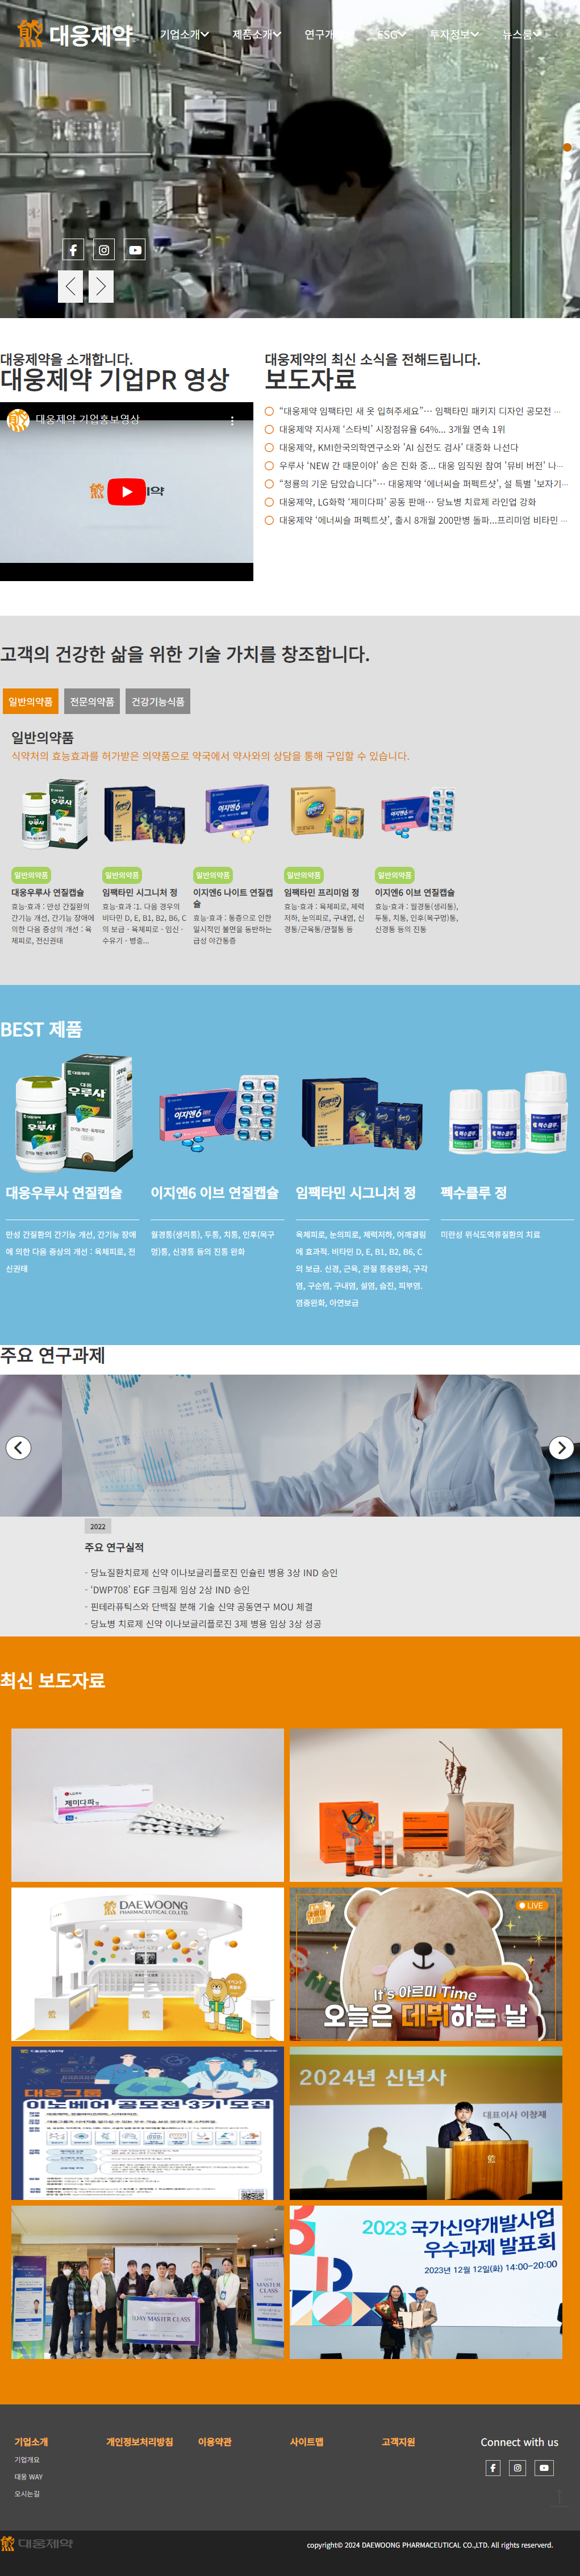 대웅제약
기업소개 제품소개 연구개 ESG 투자정보 뉴스룸
대웅제약을 소개합니다.
대웅제약 기업PR 영상
대웅제약 기업홍보영상
대웅제약의 최신 소식을 전해드립니다.
보도자료
“대웅제약 임팩타민 새 옷 입혀주세요”… 임팩타민 패키지 디자인 공모전 …
대웅제약 지사제 ‘스타빅’ 시장점유율 64%... 3개월 연속 1위
대웅제약, KMI한국의학연구소와 ‘AI 심전도 검사’ 대중화 나선다
우루사 ‘NEW 간 때문이야’ 송은 진화 중... 대웅 임직원 참여 ‘뮤비 버전’ 나…
“청룡의 기운 담았습니다”… 대웅제약 ‘에너씨슬 퍼펙트샷’, 설 특별 ‘보자기…
대웅제약, LG화학 ‘제미다파’ 공동 판매… 당뇨병 치료제 라인업 강화
대웅제약 ‘에너씨슬 퍼펙트샷’, 출시 8개월 200만병 돌파...프리미엄 비타민 …
고객의 건강한 삶을 위한 기술 가치를 창조합니다.
일반의약품 전문의약품 건강기능식품
일반의약품
식약처의 효능효과를 허가받은 의약품으로 약국에서 약사와의 상담을 통해 구입할 수 있습니다.
일반의약품
대웅우루사 연질캡슐
효능·효과 : 만성 간질환의
간기능 개선, 간기능 장애에
의한 다음 증상의 개선 : 육
체피로, 전신권태
일반의약품
임팩타민 시그니처 정
효능·효과 :1. 다음 경우의
비타민 D, E, B1, B2, B6, C
의 보급 - 육체피로 - 임신 ·
수유기 - 병중...
일반의약품
이지엔6 나이트 연질캡
슐
효능·효과 : 통증으로 인한
일시적인 불면을 동반하는
급성 야간통증
일반의약품
임팩타민 프리미엄 정
효능·효과 : 육체피로, 체력
저하, 눈의피로, 구내염, 신
경통/근육통/관절통 등
일반의약품
이지엔6 이브 연질캡슐
효능·효과 : 월경통(생리통),
두통, 치통, 인후(목구멍)통,
신경통 등의 진통
BEST 제품
대웅우루사 연질캡슐
만성 간질환의 간기능 개선, 간기능 장애
에 의한 다음 증상의 개선 : 육체피로, 전
신권태
이지엔6 이브 연질캡슐
월경통(생리통), 두통, 치통, 인후(목구
멍)통, 신경통 등의 진통 완화
임팩타민 시그니처 정
육체피로, 눈의피로, 체력저하, 어깨결림
에 효과적. 비타민 D, E, B1, B2, B6, C
의 보급. 신경, 근육, 관절 통증완화, 구각
염, 구순염, 구내염, 설염, 습진, 피부염.
염증완화, 아연보급
펙수클루 정
미란성 위식도역류질환의 치료
주요 연구과제
2022
주요 연구실적
- 당뇨질환치료제 신약 이나보글리플로진 인슐린 병용 3상 IND 승인
- ‘DWP708’ EGF 크림제 임상 2상 IND 승인
- 핀테라퓨틱스와 단백질 분해 기술 신약 공동연구 MOU 체결
- 당뇨병 치료제 신약 이나보글리플로진 3제 병용 임상 3상 성공
최신 보도자료
제미다파
DAEWOONG
PHARMACEUTICAL CO.,LTD.
LIVE
It's 아르미 Time
오늘은 데뷔하는 날
대웅그룹
이노베어 공모전 3기 모집
2024년 신년사
대표이사 이창재
1DAY MASTER CLASS
MASTER
CLASS
2023 국가신약개발사업
우수과제 발표회
2023년 12월 12일(화) 14:00-20:00
기업소개 개인정보처리방침 이용약관 사이트맵 고객지원
기업개요
대웅 WAY
오시는길
Connect with us
대웅제약
copyright© 2024 DAEWOONG PHARMACEUTICAL CO.,LTD. All rights reserverd.